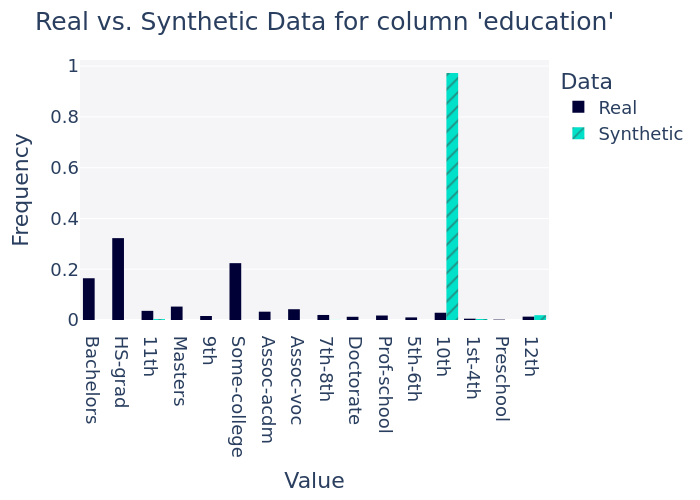 Real vs. Synthetic Data for column 'education'
1
0.8
0.6
0.4
0.2
0
Frequency
Bachelors
HS-grad
11th
Masters
9th
Some-college
Assoc-acdm
Assoc-voc
7th-8th
Doctorate
Prof-school
5th-6th
10th
1st-4th
Preschool
12th
Value
Data
Real
Synthetic